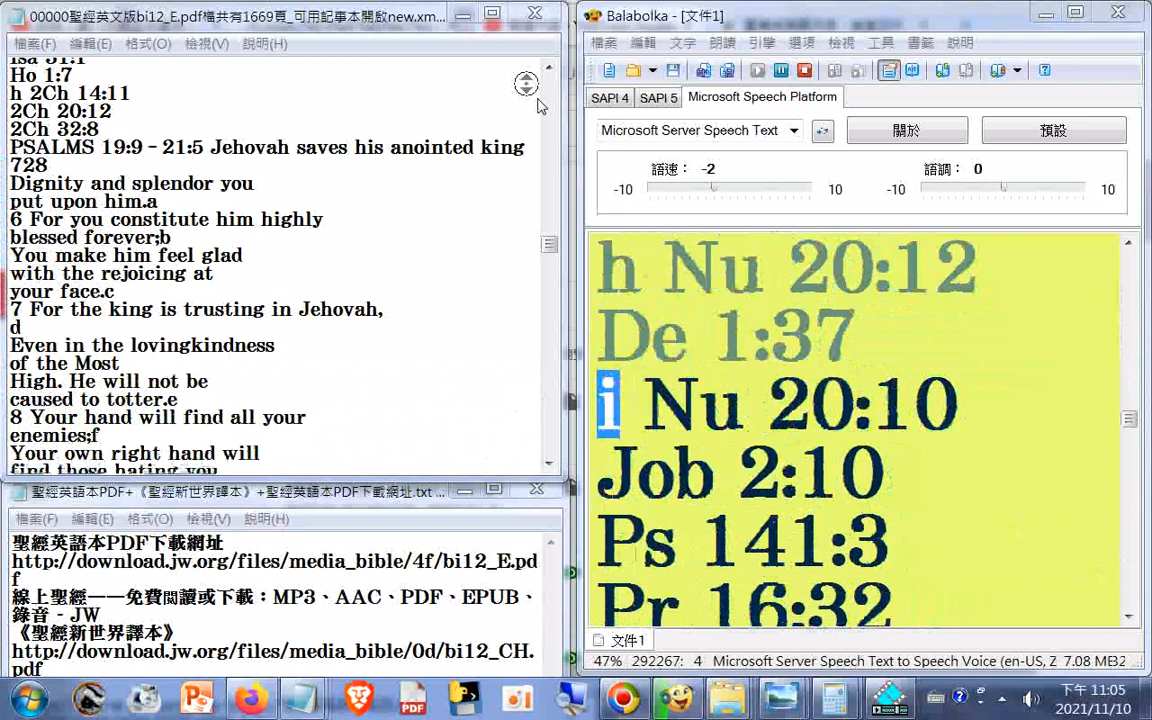 00000聖經英文版bi12_E.pdf檔共有1669頁_可用記事本開啟new.xm...
檔案(F) 編輯(E) 格式(O) 檢視(V) 說明(H)
Isa 31:1
Ho 1:7
h 2Ch 14:11
2Ch 20:12
2Ch 32:8
PSALMS 19:9–21:5 Jehovah saves his anointed king
728
Dignity and splendor you
put upon him.a
6 For you constitute him highly
blessed forever;b
You make him feel glad
with the rejoicing at
your face.c
7 For the king is trusting in Jehovah,
d
Even in the lovingkindness
of the Most
High. He will not be
caused to totter.e
8 Your hand will find all your
enemies;f
Your own right hand will
find those hating you
聖經英語本PDF+《聖經新世界譯本》+聖經英語本PDF下載網址.txt ...
檔案(F) 編輯(E) 格式(O) 檢視(V) 說明(H)
聖經英語本PDF下載網址
http://download.jw.org/files/media_bible/4f/bi12_E.pd
f
線上聖經——免費閱讀或下載：MP3、AAC、PDF、EPUB、
錄音 - JW
《聖經新世界譯本》
http://download.jw.org/files/media_bible/0d/bi12_CH.
pdf
Balabolka - [文件1]
檔案 編輯 文字 朗讀 引擎 選項 檢視 工具 書籤 說明
SAPI 4 SAPI 5 Microsoft Speech Platform
Microsoft Server Speech Text 關於 預設
語速： -2 語調： 0
-10 10 -10 10
h Nu 20:12
De 1:37
i Nu 20:10
Job 2:10
Ps 141:3
Pr 16:32
文件1
47% 292267: 4 Microsoft Server Speech Text to Speech Voice (en-US, Z 7.08 MB2
PDF
下午 11:05
2021/11/10